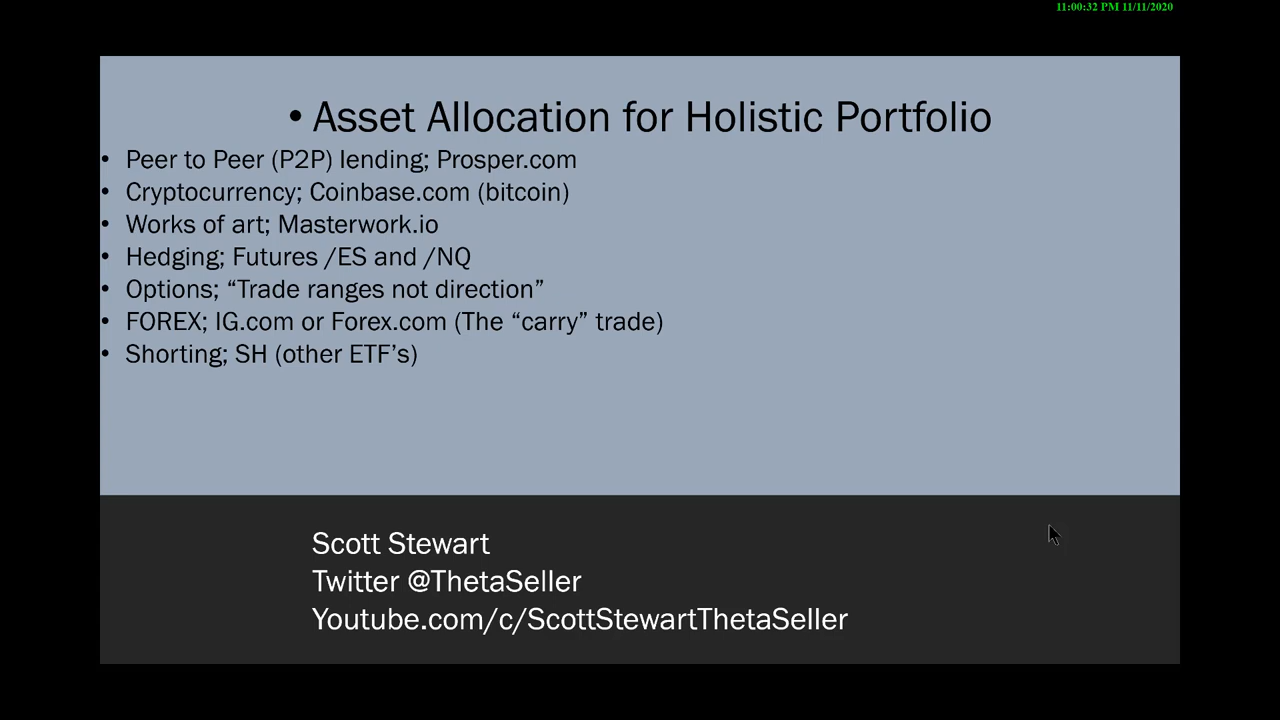 11:00:32 PM 11/11/2020
• Asset Allocation for Holistic Portfolio
• Peer to Peer (P2P) lending; Prosper.com
• Cryptocurrency; Coinbase.com (bitcoin)
• Works of art; Masterwork.io
• Hedging; Futures /ES and /NQ
• Options; “Trade ranges not direction”
• FOREX; IG.com or Forex.com (The “carry” trade)
• Shorting; SH (other ETF’s)
Scott Stewart
Twitter @ThetaSeller
Youtube.com/c/ScottStewartThetaSeller